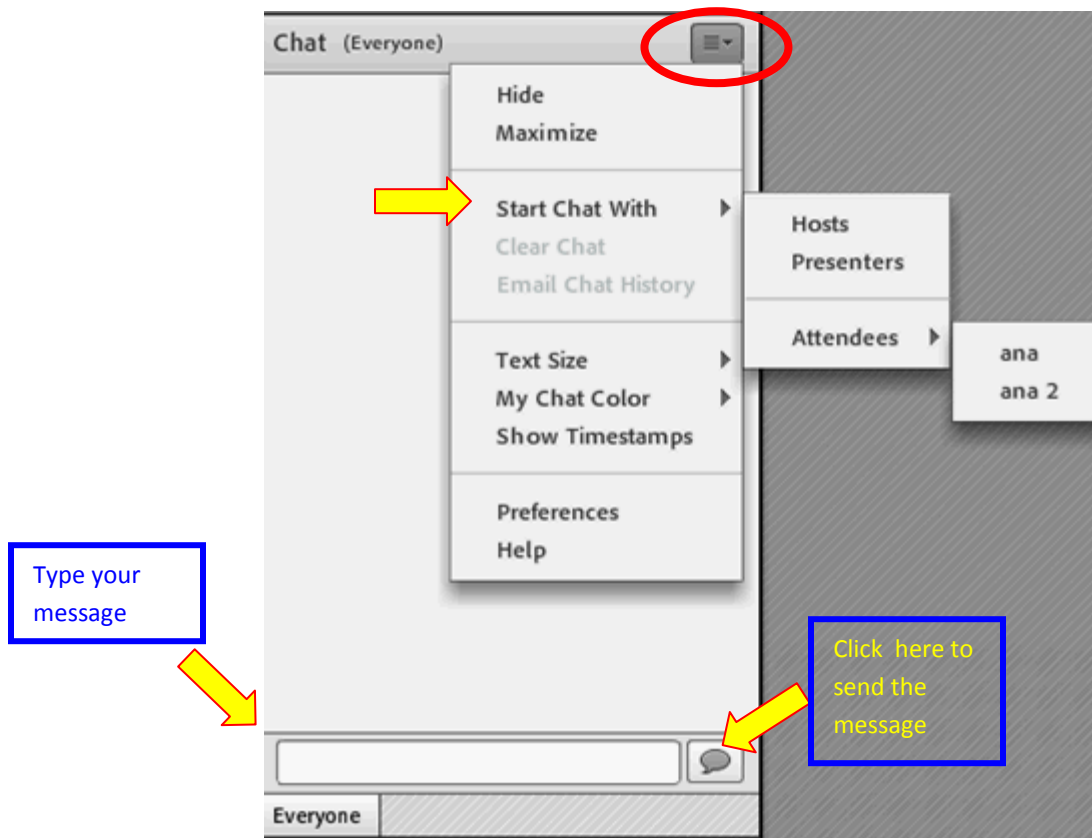 Chat (Everyone)
Hide
Maximize
Start Chat With
Clear Chat
Email Chat History
Hosts
Presenters
Attendees
ana
ana 2
Text Size
My Chat Color
Show Timestamps
Preferences
Help
Type your
message
Click here to
send the
message
Everyone